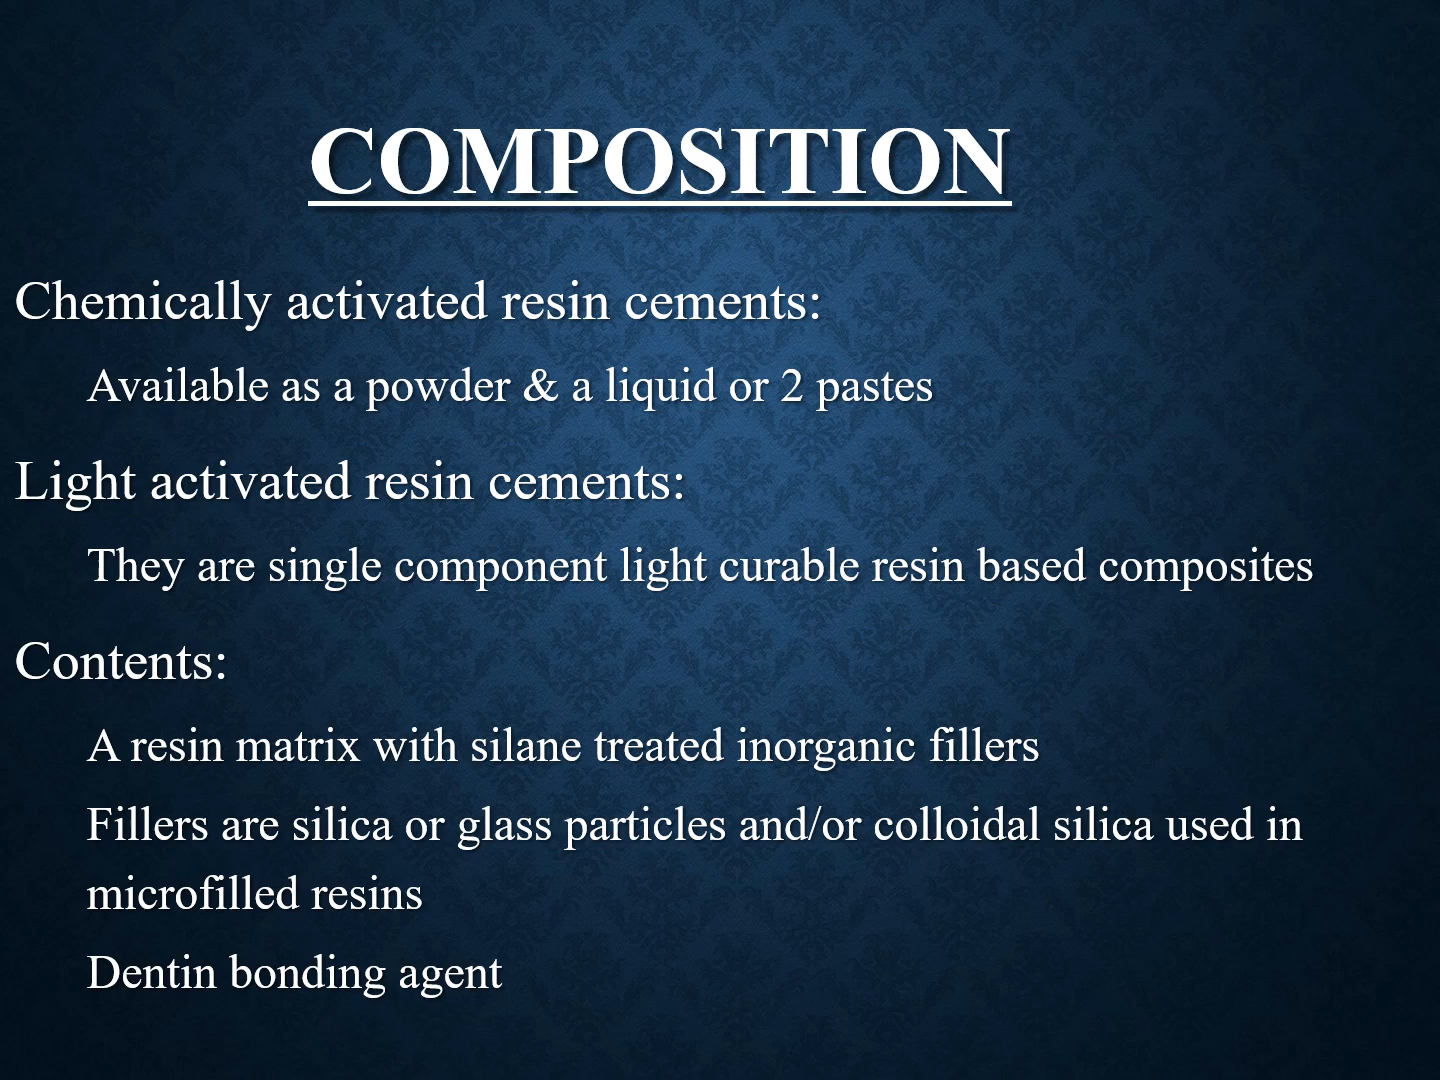 COMPOSITION
Chemically activated resin cements:
Available as a powder & a liquid or 2 pastes
Light activated resin cements:
They are single component light curable resin based composites
Contents:
A resin matrix with silane treated inorganic fillers
Fillers are silica or glass particles and/or colloidal silica used in
microfilled resins
Dentin bonding agent